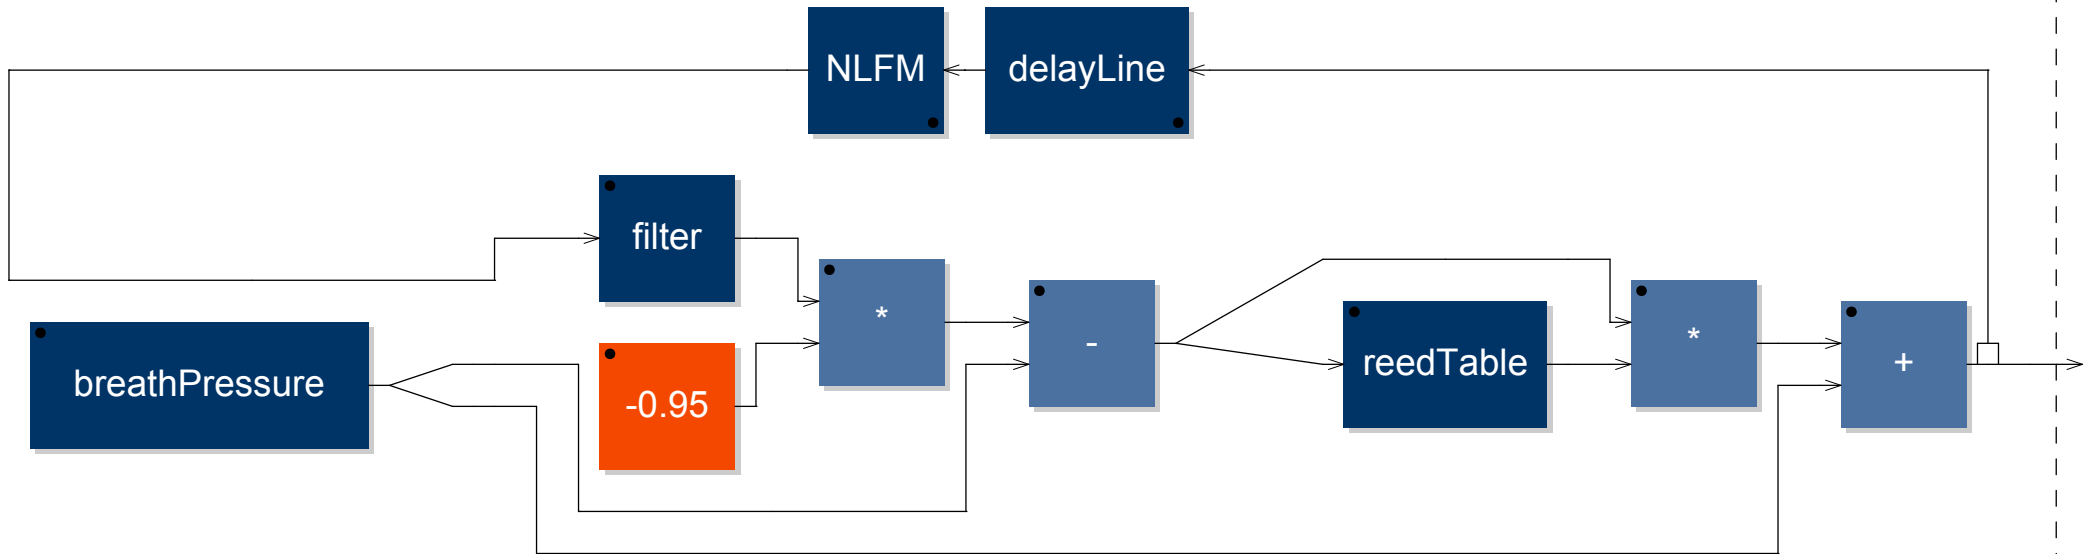 NLFM
delayLine
filter
breathPressure
-0.95
*
-
reedTable
*
+